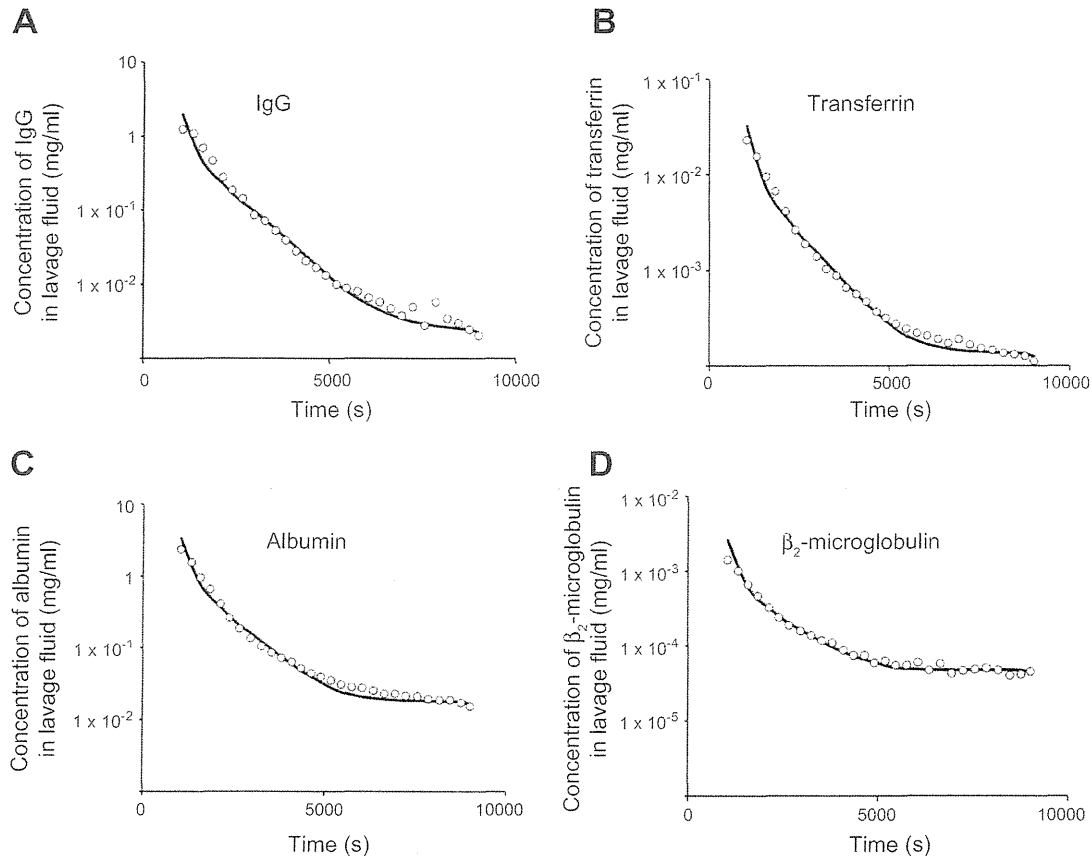 A
Concentration of IgG
in lavage fluid (mg/ml)
10
1
1 x 10⁻¹
1 x 10⁻²
IgG
0
5000
10000
Time (s)
B
Concentration of transferrin
in lavage fluid (mg/ml)
1 x 10⁻¹
1 x 10⁻²
1 x 10⁻³
Transferrin
0
5000
10000
Time (s)
C
Concentration of albumin
in lavage fluid (mg/ml)
10
1
1 x 10⁻¹
1 x 10⁻²
Albumin
0
5000
10000
Time (s)
D
Concentration of β₂-microglobulin
in lavage fluid (mg/ml)
1 x 10⁻²
1 x 10⁻³
1 x 10⁻⁴
1 x 10⁻⁵
β₂-microglobulin
0
5000
10000
Time (s)